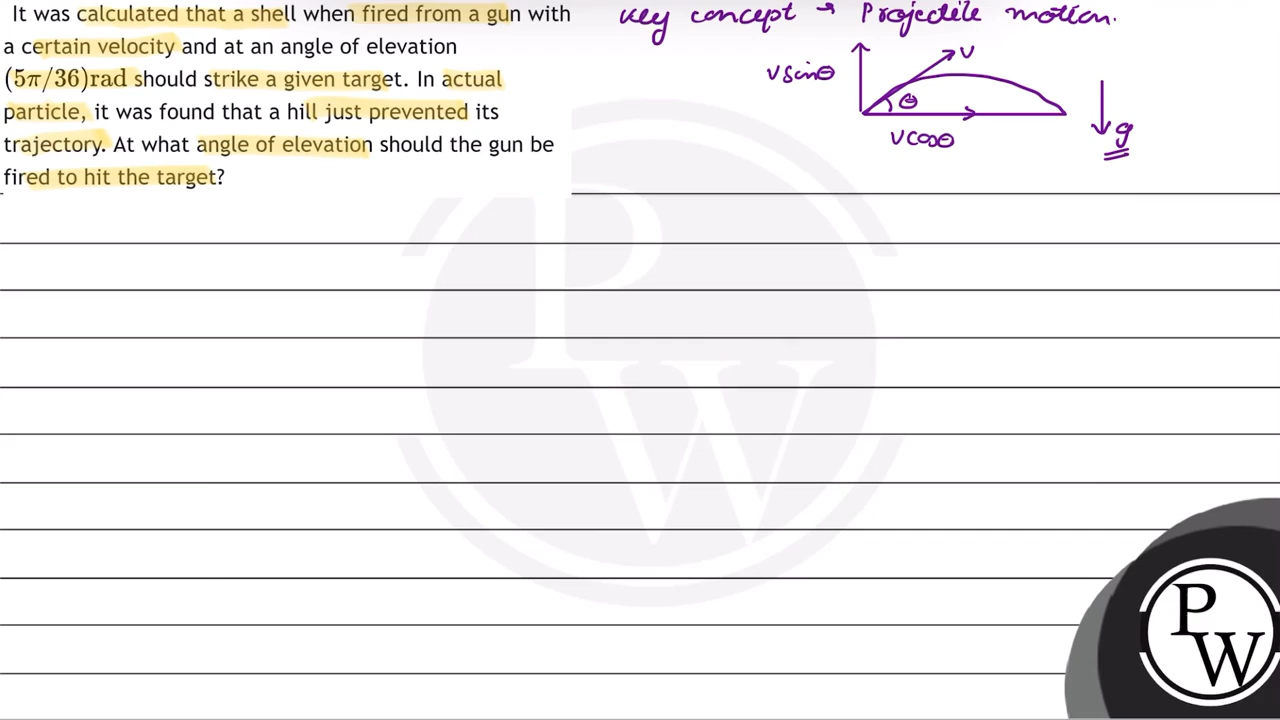 It was calculated that a shell when fired from a gun with
a certain velocity and at an angle of elevation
(5π/36)rad should strike a given target. In actual
particle, it was found that a hill just prevented its
trajectory. At what angle of elevation should the gun be
fired to hit the target?
key concept → Projectile motion.
v
v sinθ
θ
v cosθ
g
P
W
P
W